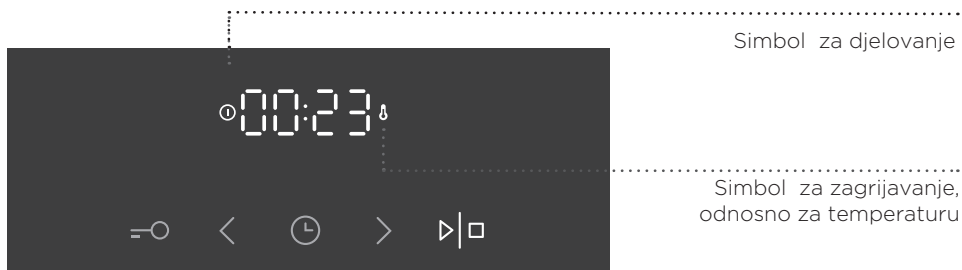 Simbol za djelovanje
00:23
Simbol za zagrijavanje,
odnosno za temperaturu